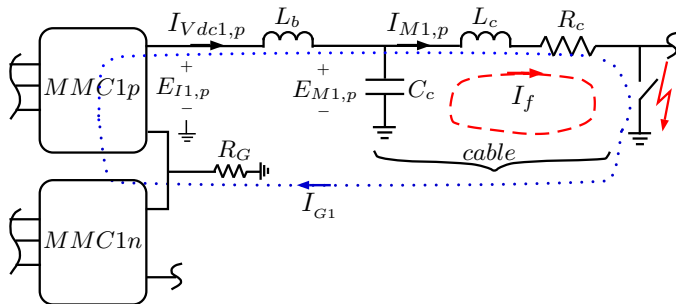 I_{Vdc1,p} L_b I_{M1,p} L_c R_c
MMC1p + E_{I1,p} − + E_{M1,p} − C_c I_f
R_G cable
I_{G1}
MMC1n